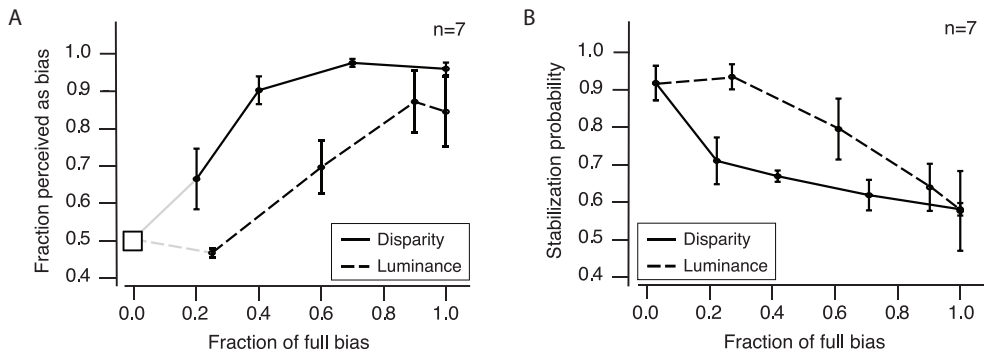 A
n=7
Fraction perceived as bias
1.0
0.9
0.8
0.7
0.6
0.5
0.4
Disparity
Luminance
0.0 0.2 0.4 0.6 0.8 1.0
Fraction of full bias
B
n=7
Stabilization probability
1.0
0.9
0.8
0.7
0.6
0.5
0.4
Disparity
Luminance
0.0 0.2 0.4 0.6 0.8 1.0
Fraction of full bias